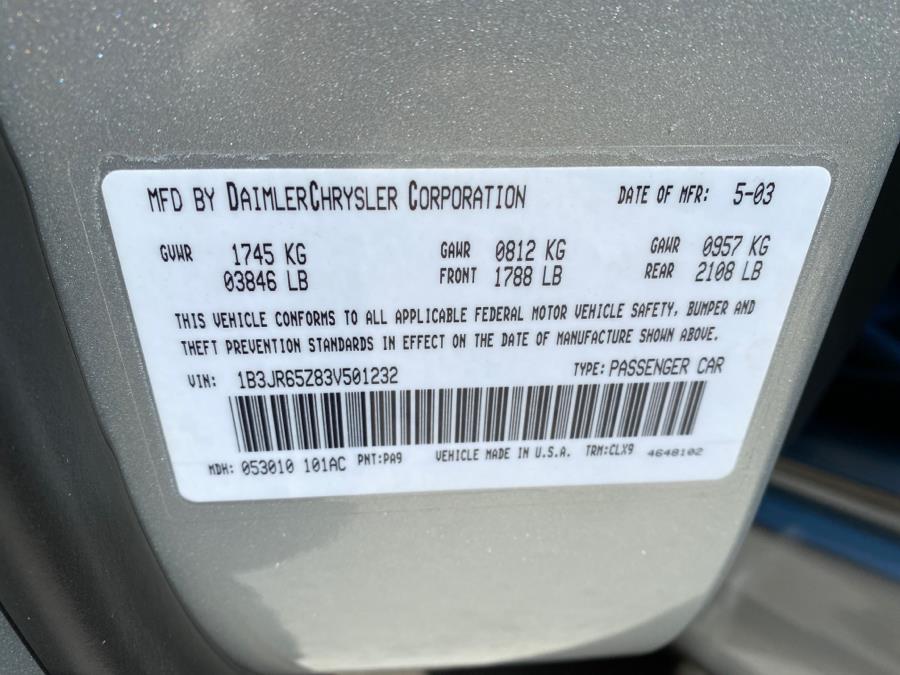 MFD BY DAIMLERCHRYSLER CORPORATION DATE OF MFR: 5-03
GVWR 1745 KG GAWR 0812 KG GAWR 0957 KG
03846 LB FRONT 1788 LB REAR 2108 LB
THIS VEHICLE CONFORMS TO ALL APPLICABLE FEDERAL MOTOR VEHICLE SAFETY, BUMPER AND
THEFT PREVENTION STANDARDS IN EFFECT ON THE DATE OF MANUFACTURE SHOWN ABOVE.
VIN: 1B3JR65Z83V501232 TYPE: PASSENGER CAR
MDH: 053010 101AC PNT:PA9 VEHICLE MADE IN U.S.A. TRM:CLX9 4648102